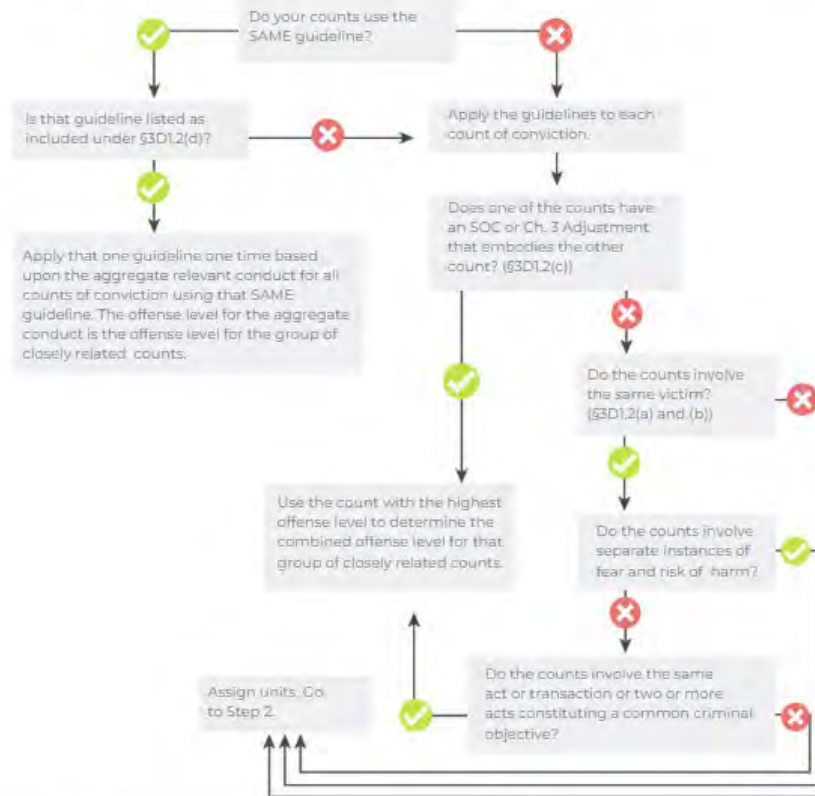 Do your counts use the
SAME guideline?
Is that guideline listed as
included under §3D1.2(d)?
Apply the guidelines to each
count of conviction.
Apply that one guideline one time based
upon the aggregate relevant conduct for all
counts of conviction using that SAME
guideline. The offense level for the aggregate
conduct is the offense level for the group of
closely related counts.
Does one of the counts have
an SOC or Ch. 3 Adjustment
that embodies the other
count? (§3D1.2(c))
Do the counts involve
the same victim?
(§3D1.2(a) and (b))
Use the count with the highest
offense level to determine the
combined offense level for that
group of closely related counts.
Do the counts involve
separate instances of
fear and risk of harm?
Assign units. Go
to Step 2.
Do the counts involve the same
act or transaction or two or more
acts constituting a common criminal
objective?